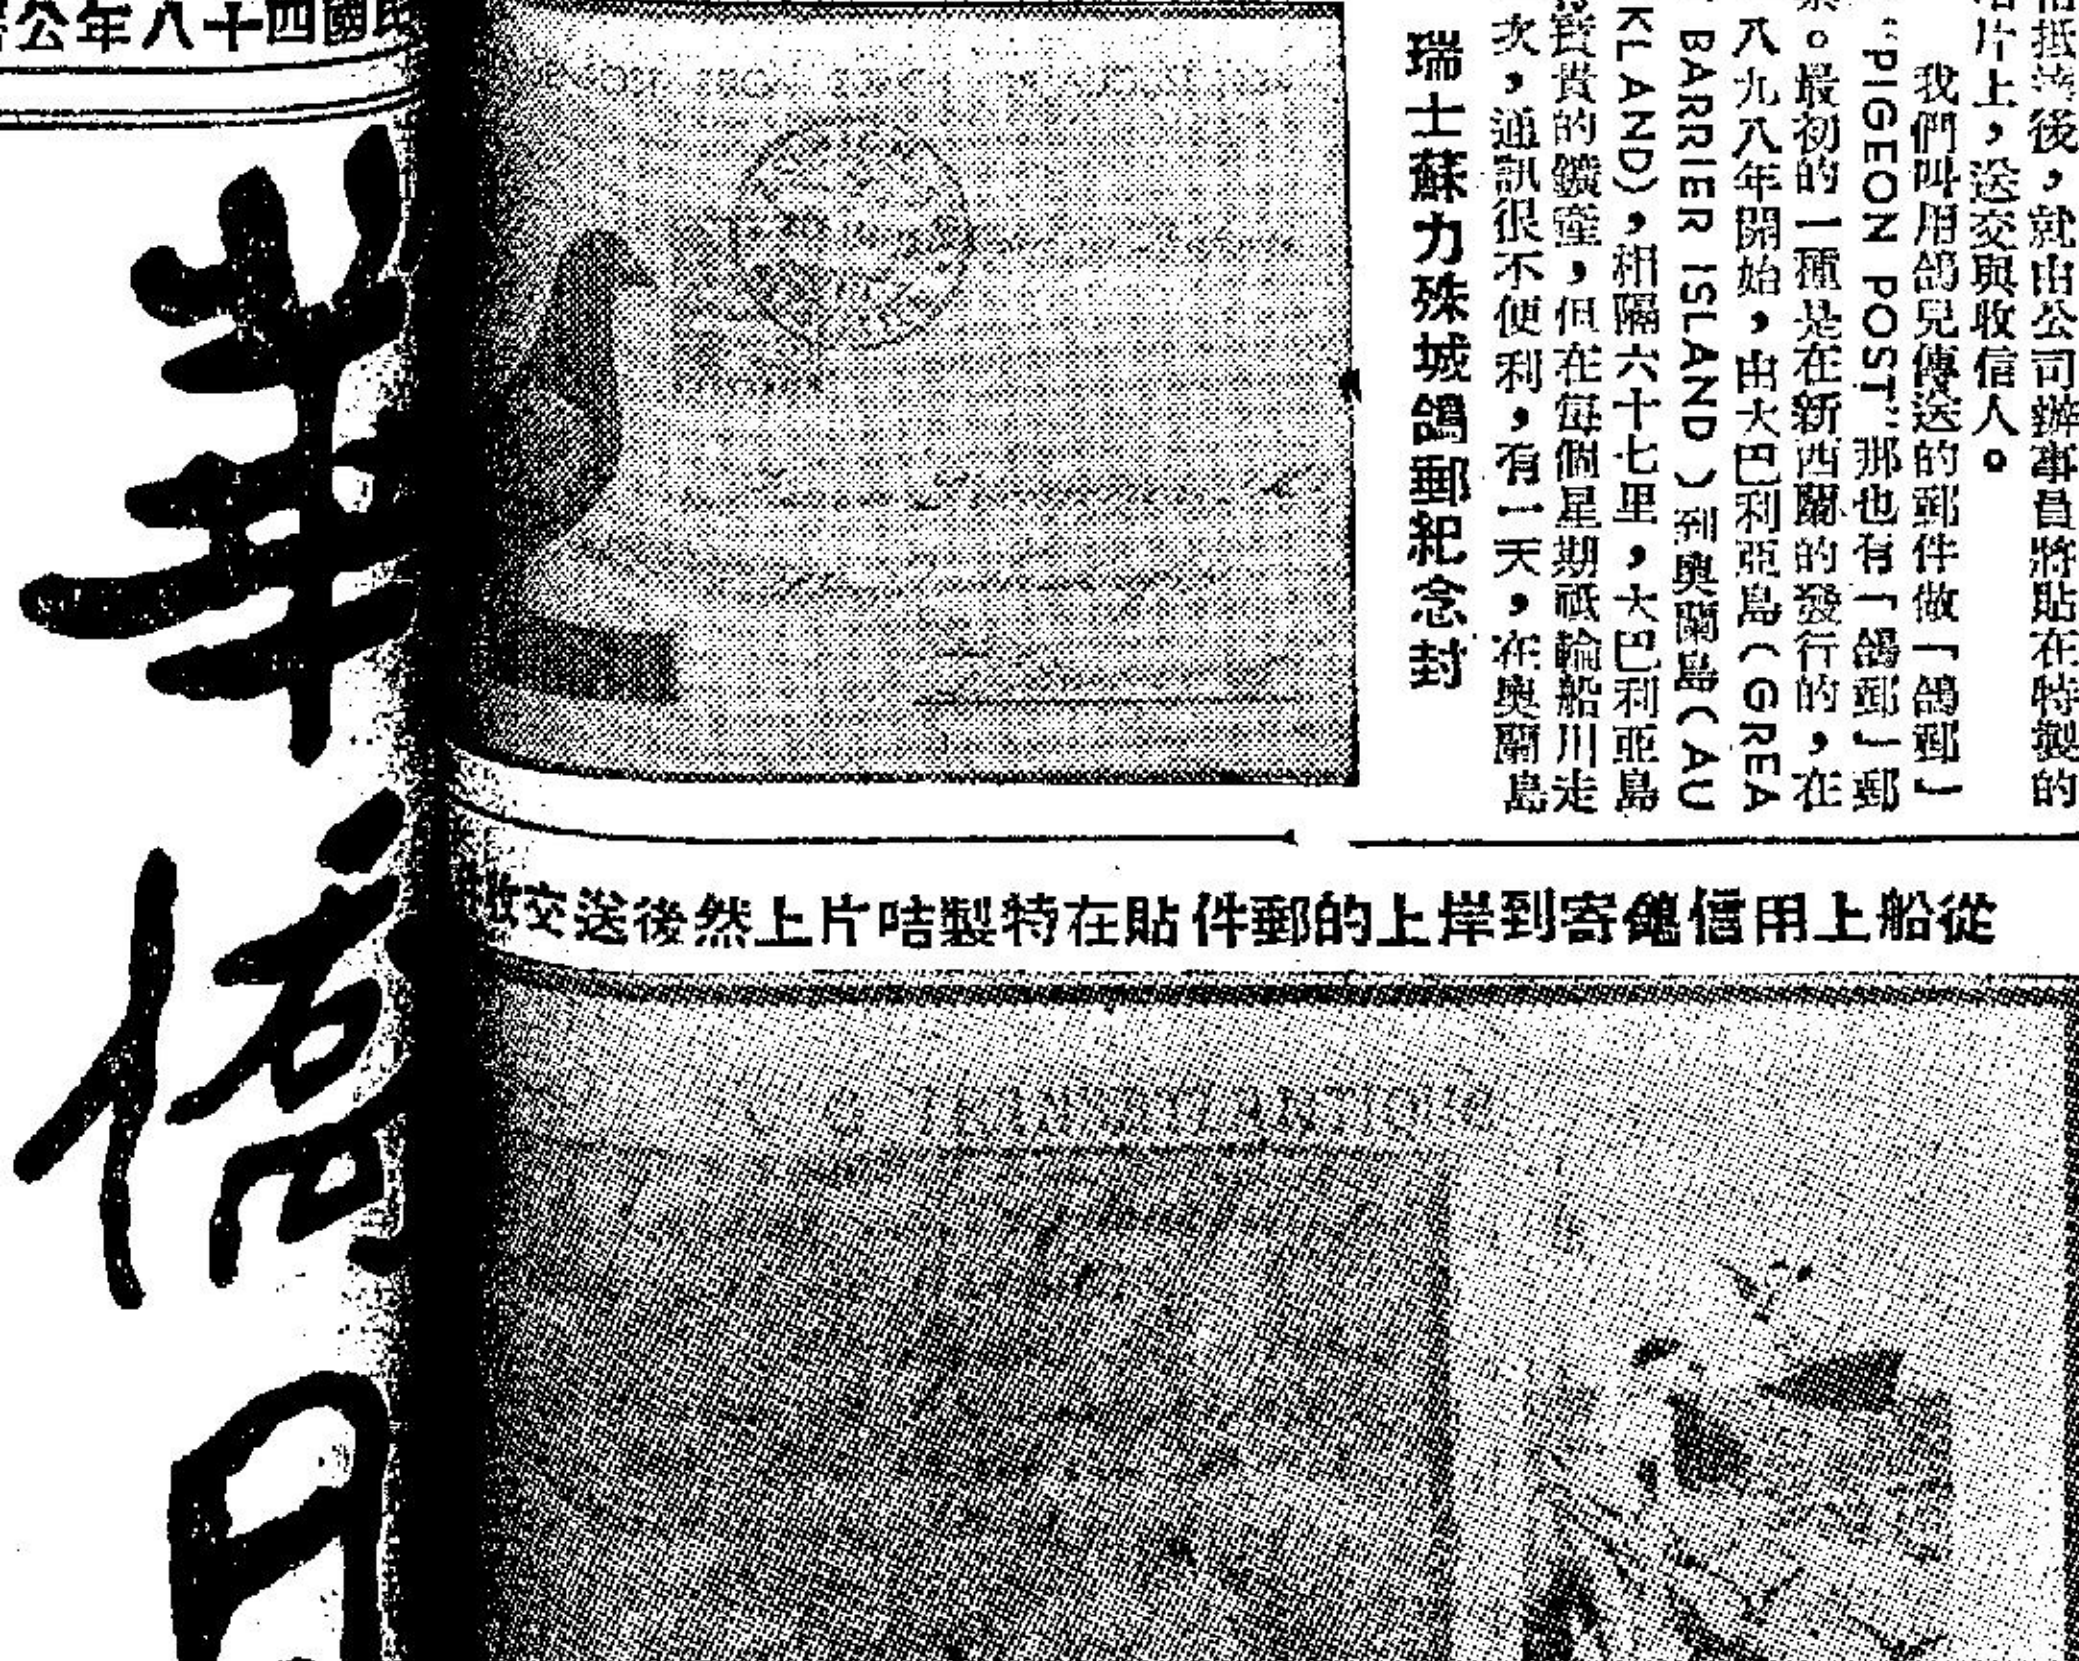 抵後，就由公司辦事員將貼在特製的
片上，送交與收信人。
我們叫用鴿兒傳送的郵件做「鴿郵」
“PIGEON POST”那也有「鴿郵」郵
票。最初的一種是在新西蘭的發行的，在
八九八年開始，由大巴利亞島（GREA
T BARRIER ISLAND）到奧蘭島（AU
KLAND），相隔六十七里，大巴利亞島
寶貴的鑛產，但在每個星期祇輪船川走
次，通訊很不便利，有一天，在奧蘭島
瑞士蘇力殊城鴿郵紀念封
從船上用信鴿寄到岸上的郵件貼在特製咭片上然後送交收
TRANSATLANTIQUE
民國四十八年公
華僑日